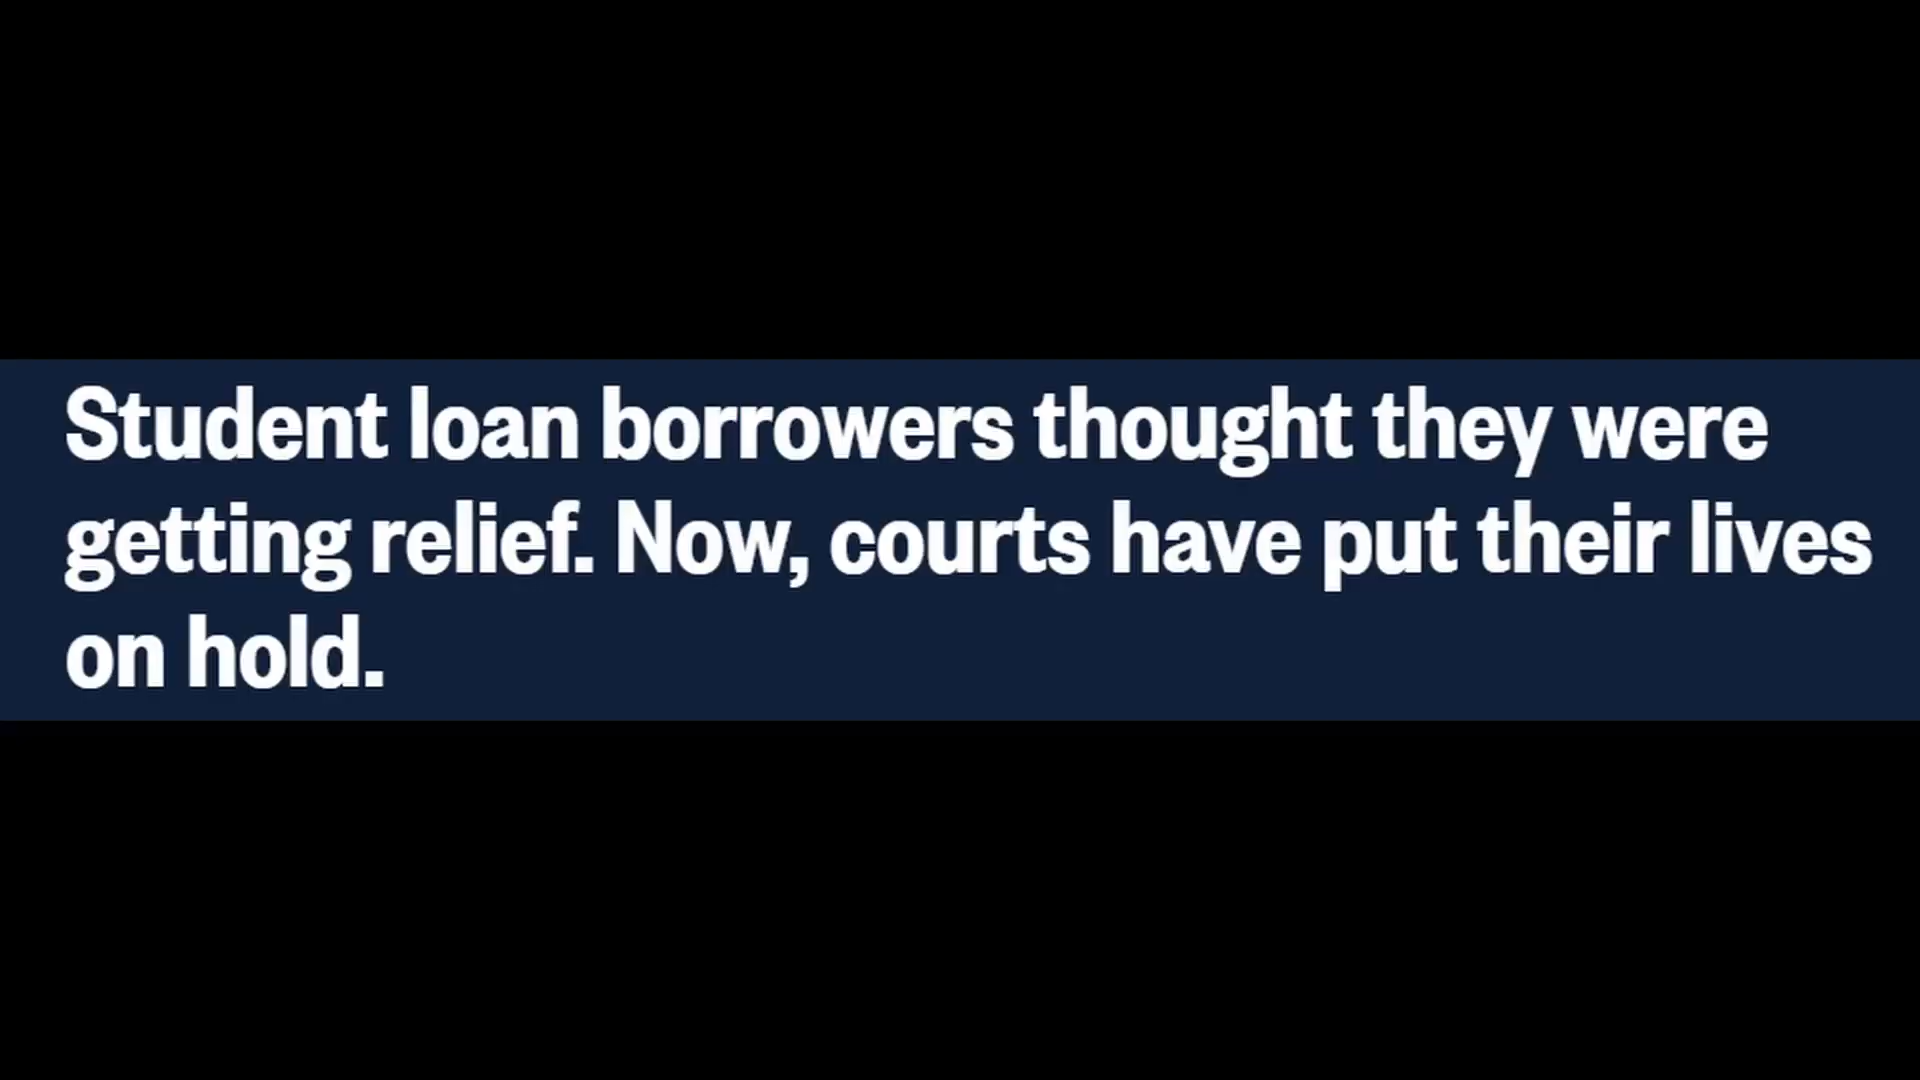 Student loan borrowers thought they were
getting relief. Now, courts have put their lives
on hold.